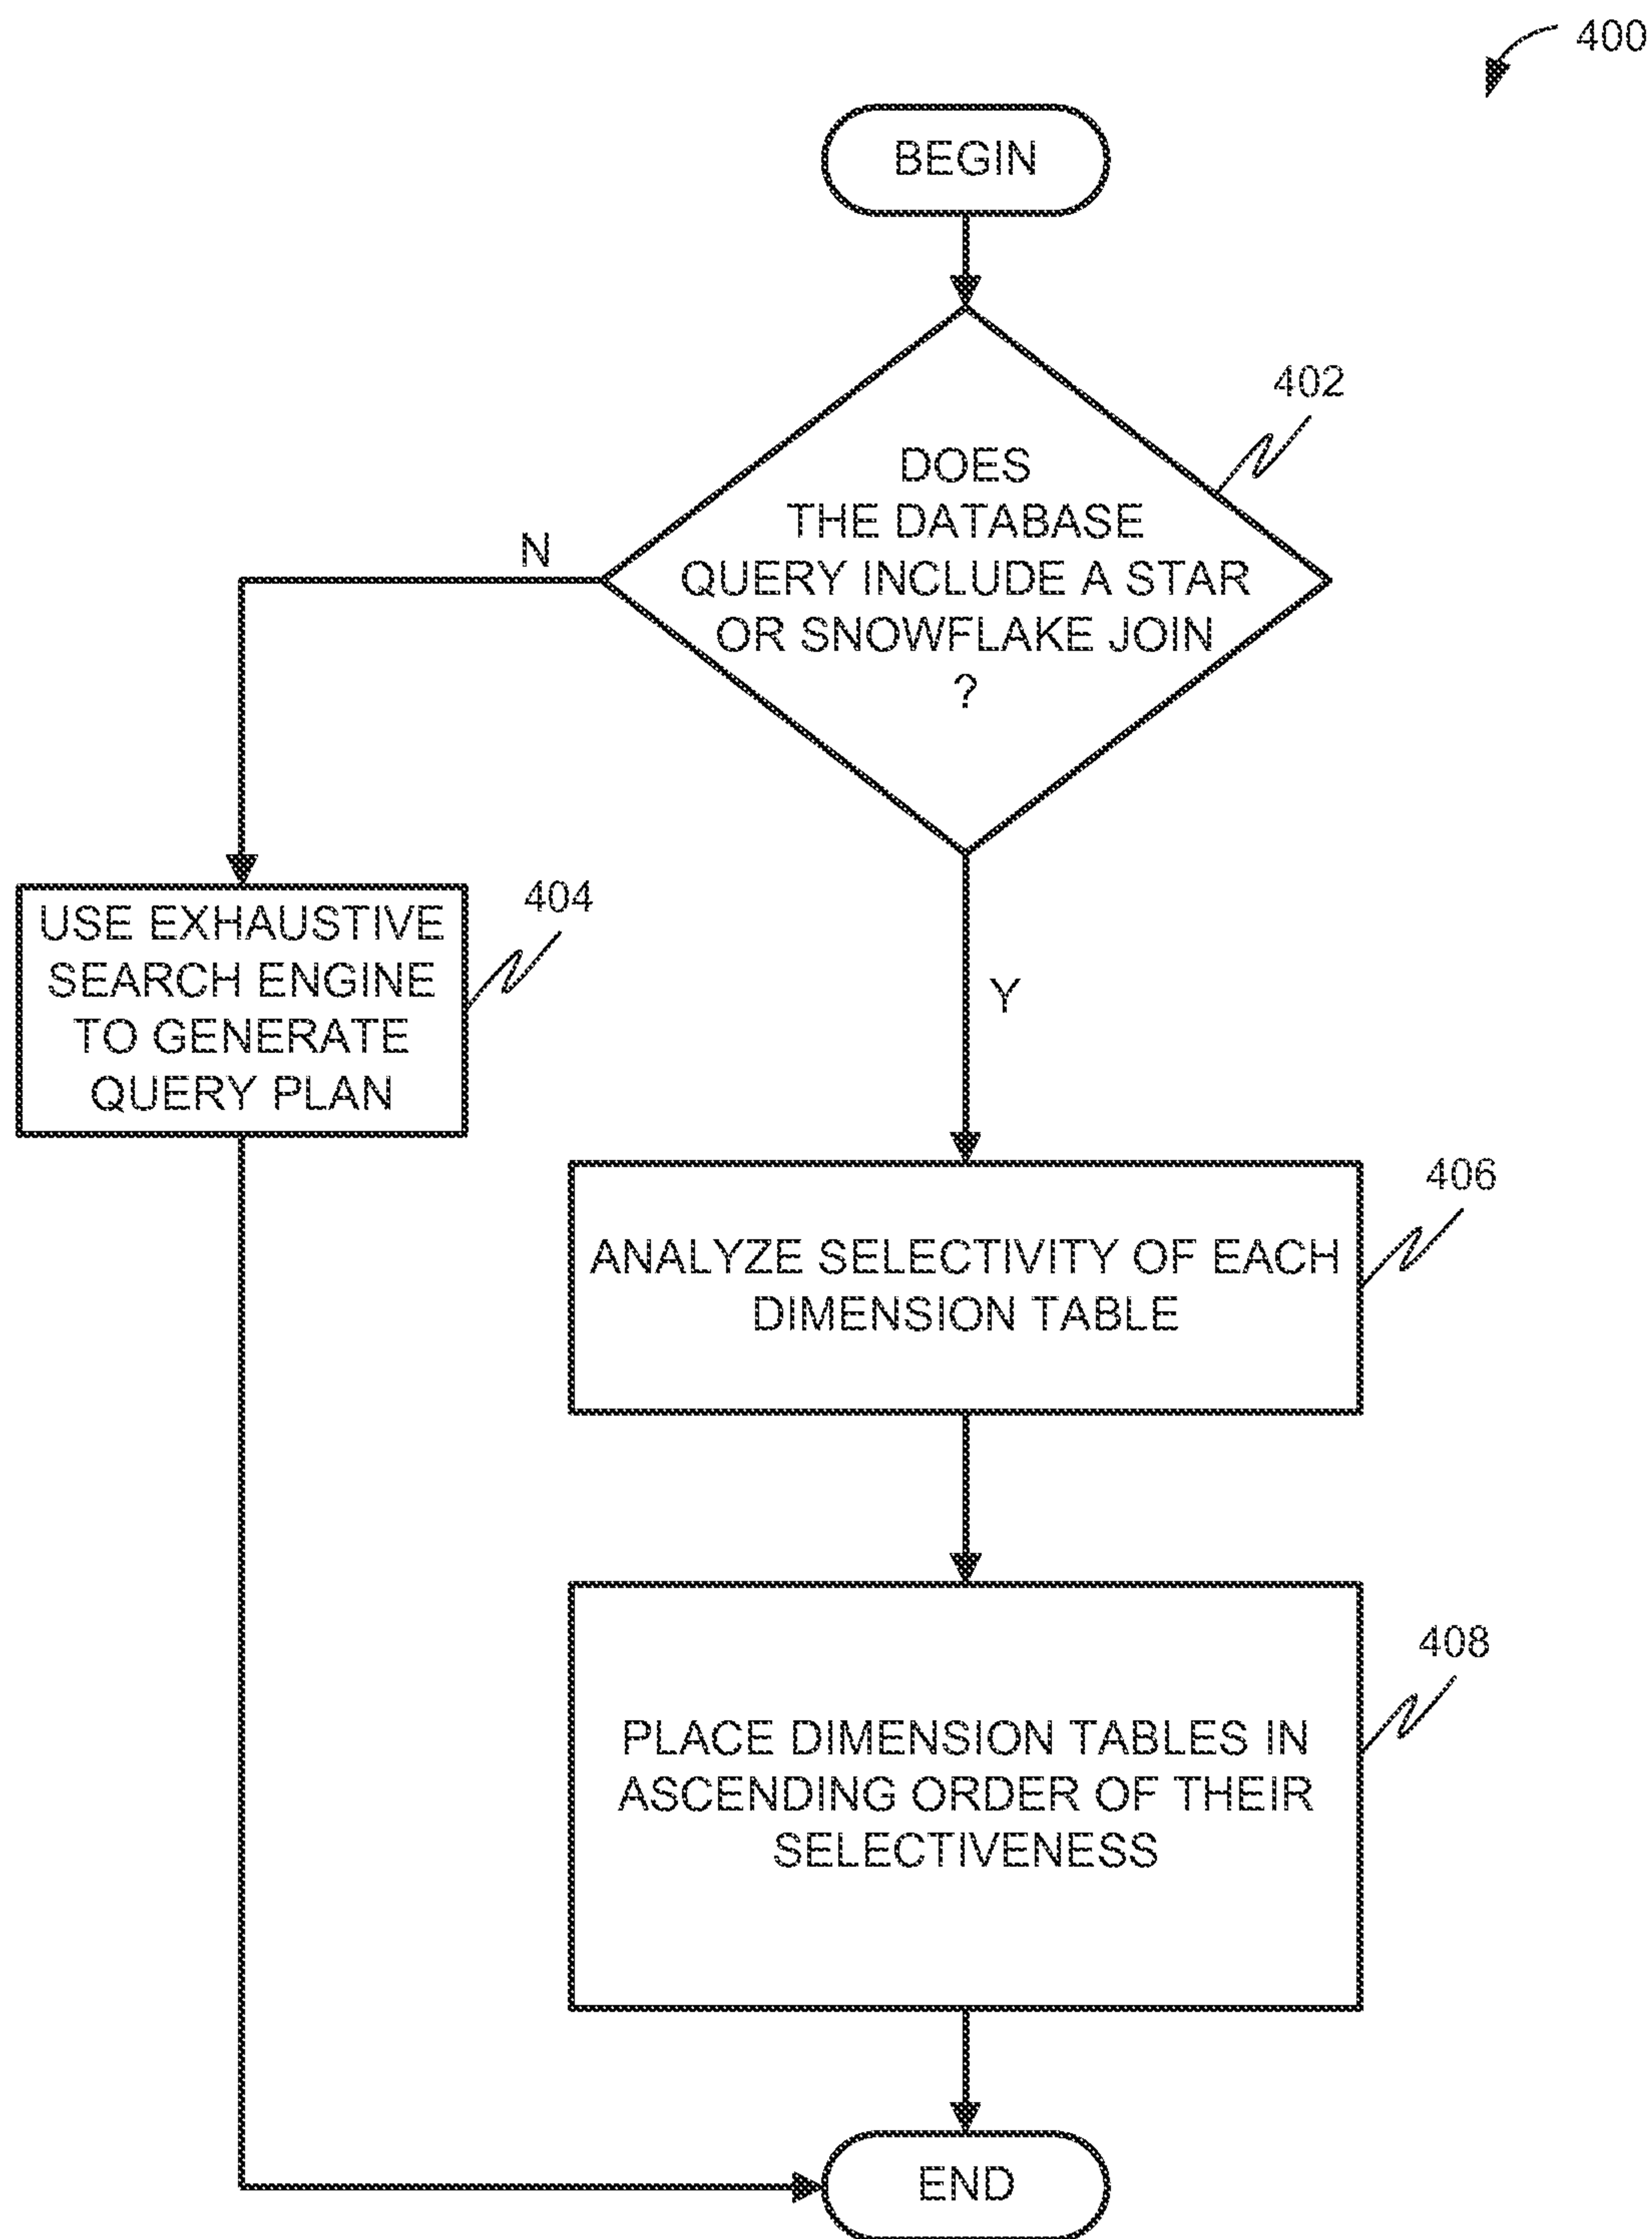 400
BEGIN
402
DOES
THE DATABASE
QUERY INCLUDE A STAR
OR SNOWFLAKE JOIN
?
N
404
USE EXHAUSTIVE
SEARCH ENGINE
TO GENERATE
QUERY PLAN
Y
406
ANALYZE SELECTIVITY OF EACH
DIMENSION TABLE
408
PLACE DIMENSION TABLES IN
ASCENDING ORDER OF THEIR
SELECTIVENESS
END